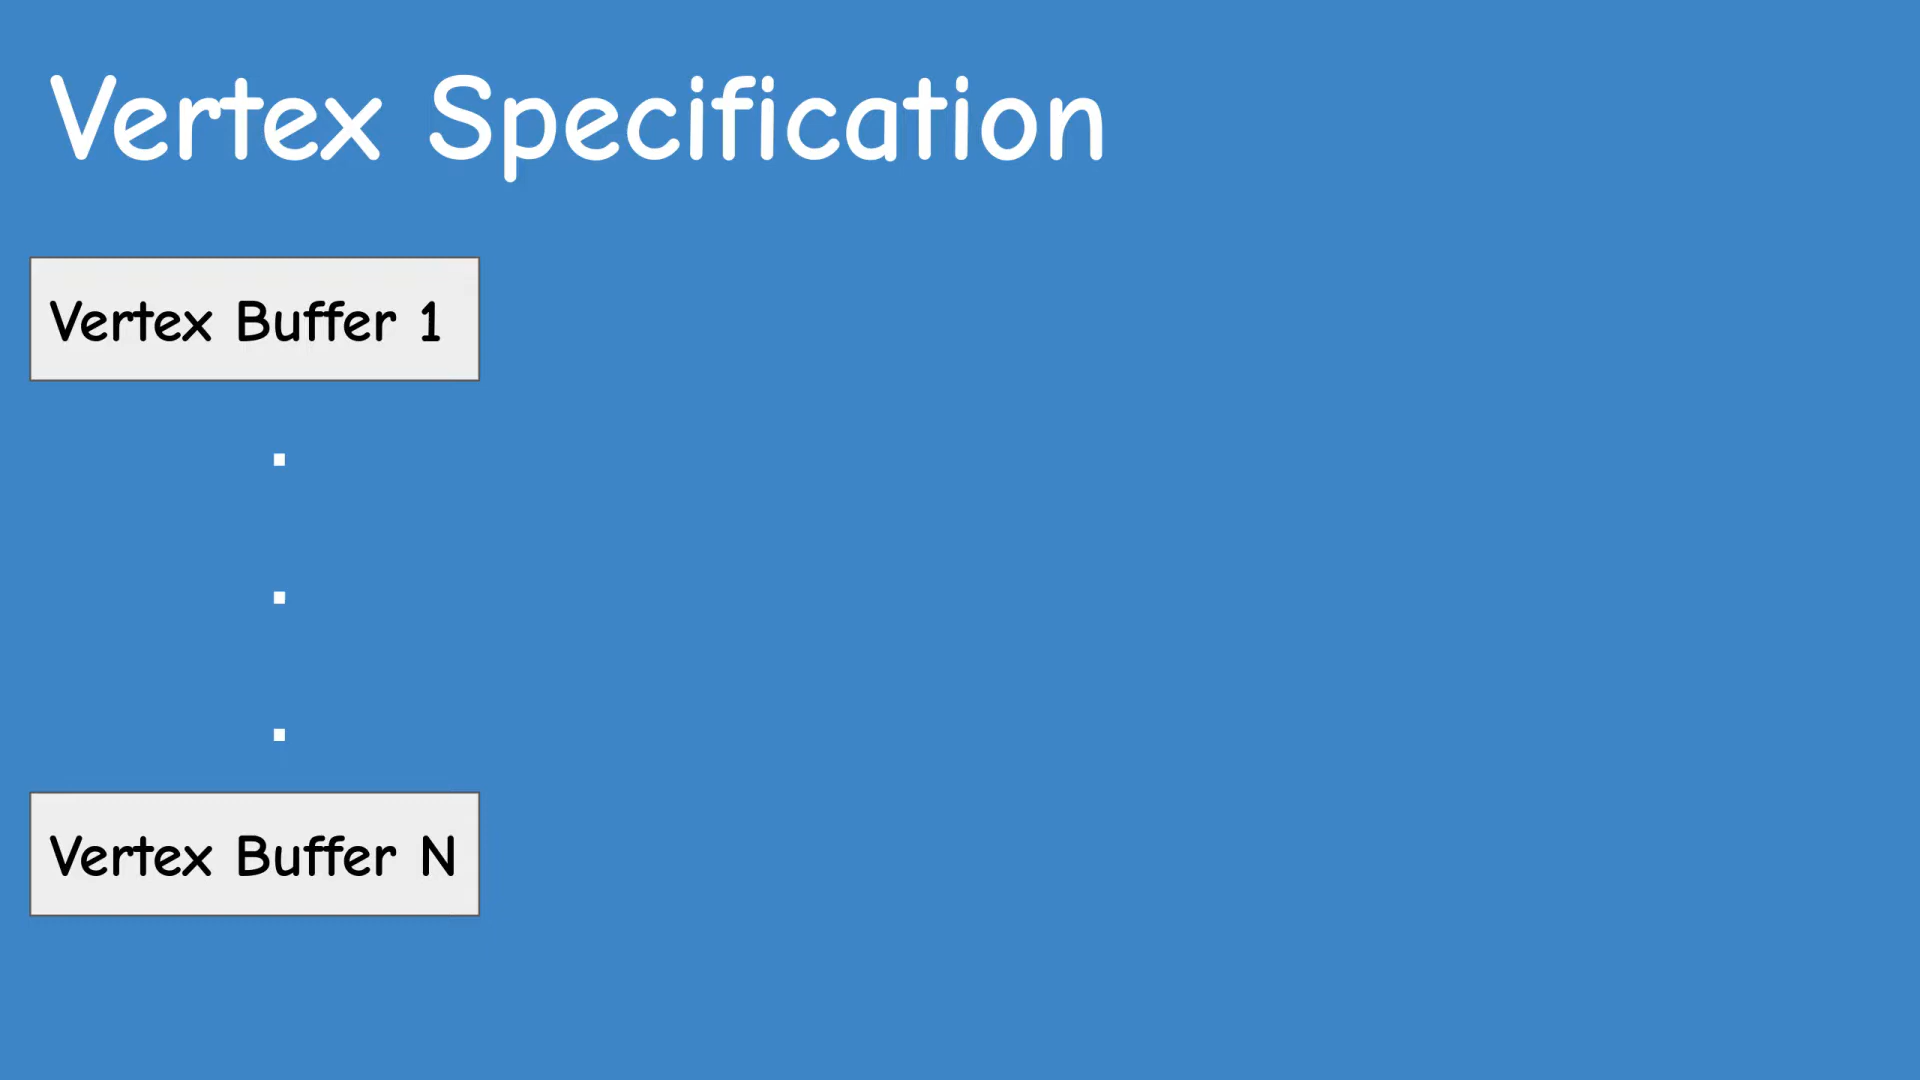 Vertex Specification
Vertex Buffer 1
.
.
.
Vertex Buffer N